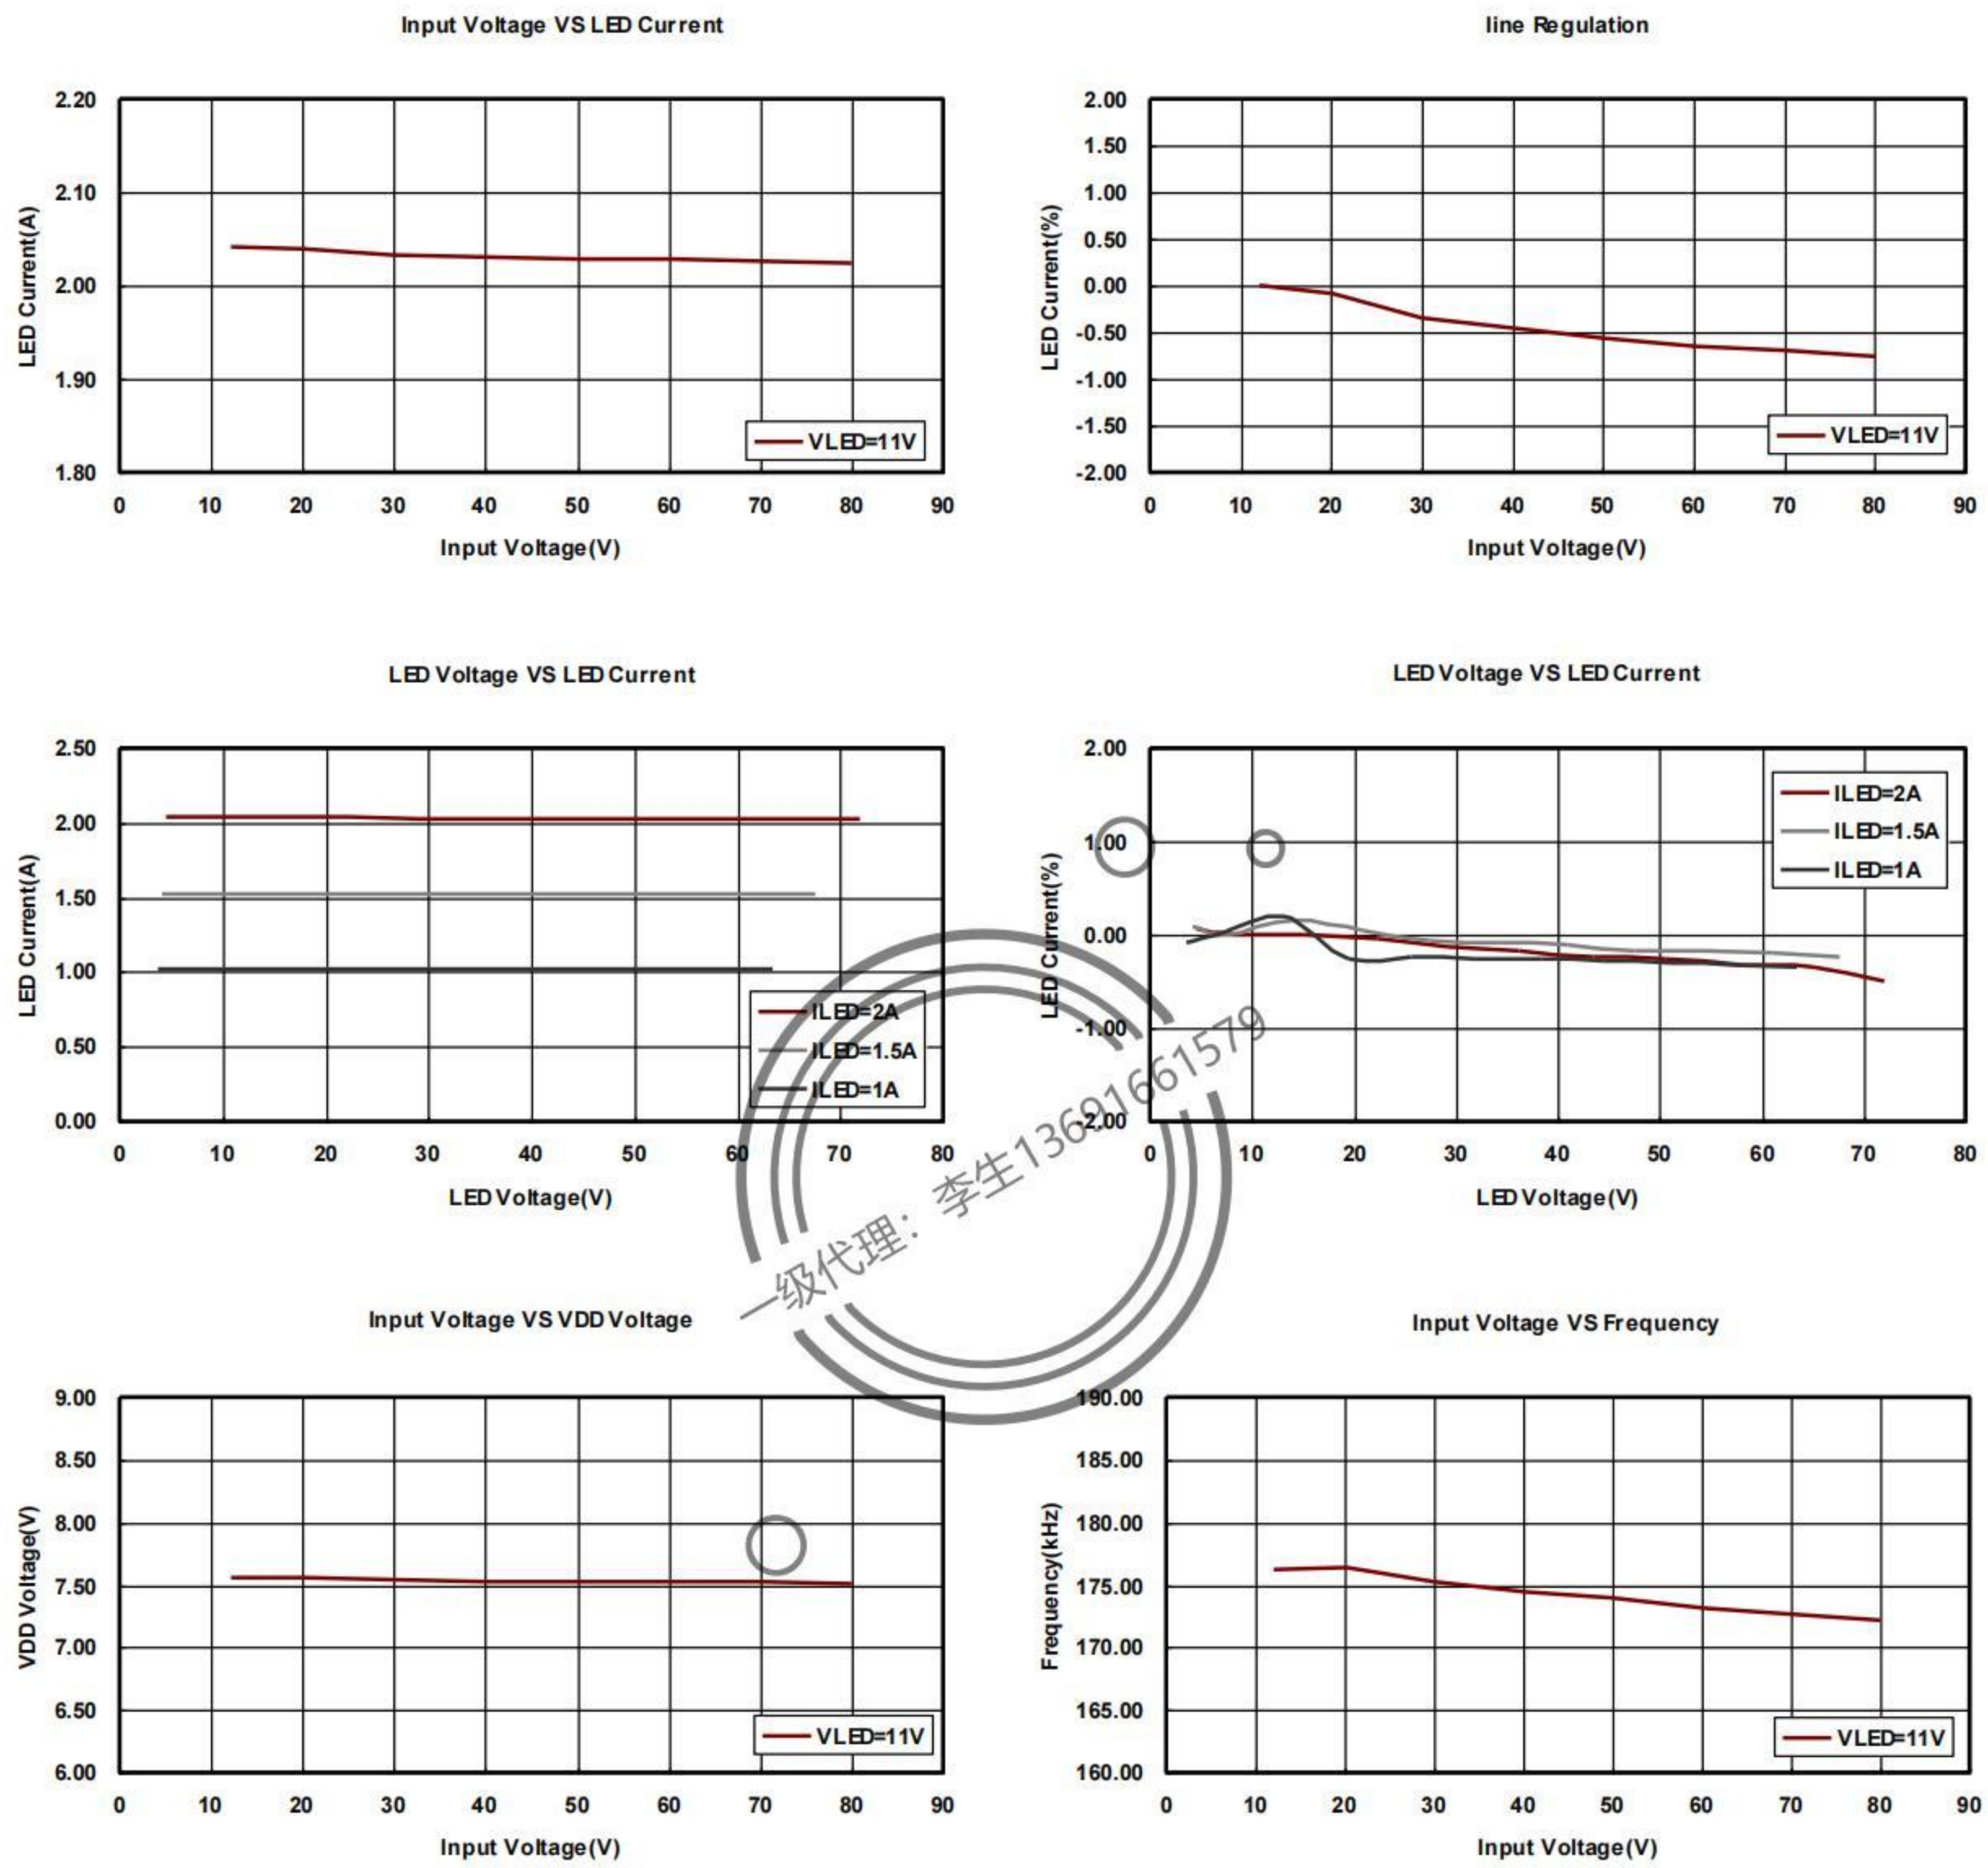 Input Voltage VS LED Current
2.20
2.10
2.00
1.90
1.80
LED Current(A)
VLED=11V
0 10 20 30 40 50 60 70 80 90
Input Voltage(V)
line Regulation
2.00
1.50
1.00
0.50
0.00
-0.50
-1.00
-1.50
-2.00
LED Current(%)
VLED=11V
0 10 20 30 40 50 60 70 80 90
Input Voltage(V)
LED Voltage VS LED Current
2.50
2.00
1.50
1.00
0.50
0.00
LED Current(A)
ILED=2A
ILED=1.5A
ILED=1A
0 10 20 30 40 50 60 70 80
LED Voltage(V)
LED Voltage VS LED Current
2.00
1.00
0.00
-1.00
-2.00
LED Current(%)
ILED=2A
ILED=1.5A
ILED=1A
0 10 20 30 40 50 60 70 80
LED Voltage(V)
一级代理：李生13691661579
Input Voltage VS VDD Voltage
9.00
8.50
8.00
7.50
7.00
6.50
6.00
VDD Voltage(V)
VLED=11V
0 10 20 30 40 50 60 70 80 90
Input Voltage(V)
Input Voltage VS Frequency
190.00
185.00
180.00
175.00
170.00
165.00
160.00
Frequency(kHz)
VLED=11V
0 10 20 30 40 50 60 70 80 90
Input Voltage(V)